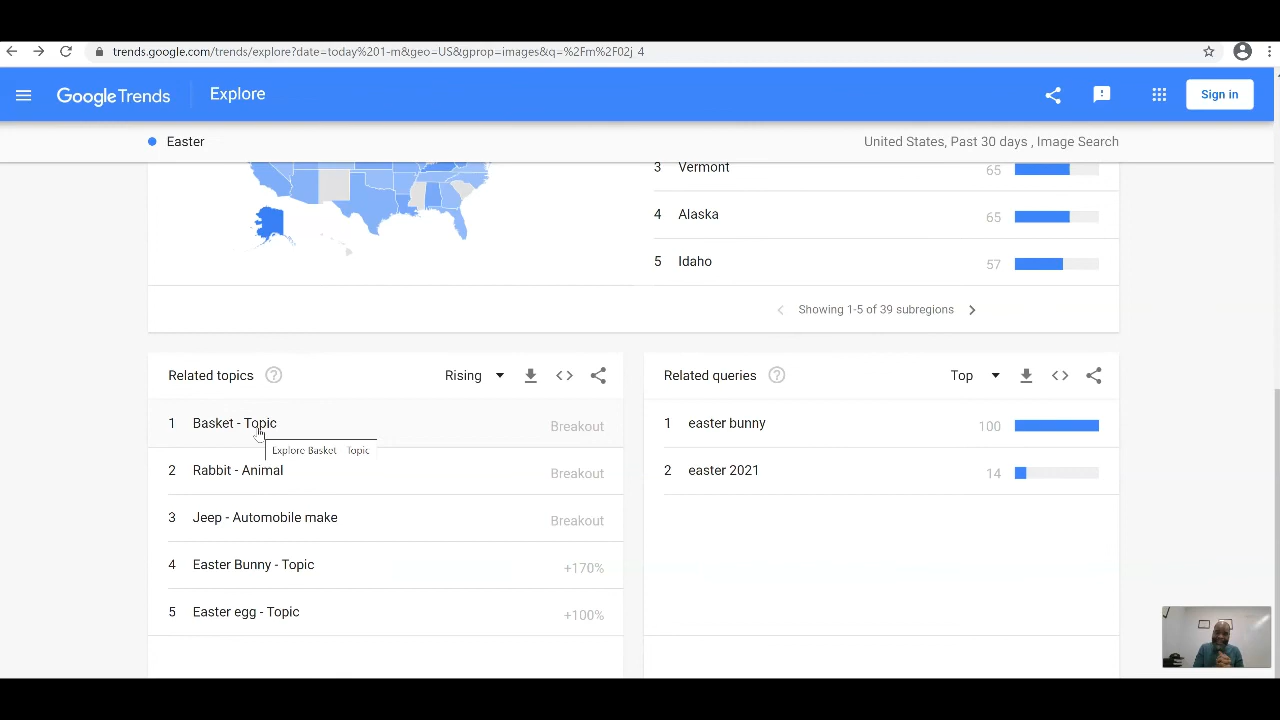 trends.google.com/trends/explore?date=today%201-m&geo=US&gprop=images&q=%2Fm%2F02j_4
Google Trends
Explore
Sign in
Easter
United States, Past 30 days , Image Search
3 Vermont 65
4 Alaska 65
5 Idaho 57
Showing 1-5 of 39 subregions
Related topics ? Rising
1 Basket - Topic Breakout
Explore Basket - Topic
2 Rabbit - Animal Breakout
3 Jeep - Automobile make Breakout
4 Easter Bunny - Topic +170%
5 Easter egg - Topic +100%
Related queries ? Top
1 easter bunny 100
2 easter 2021 14